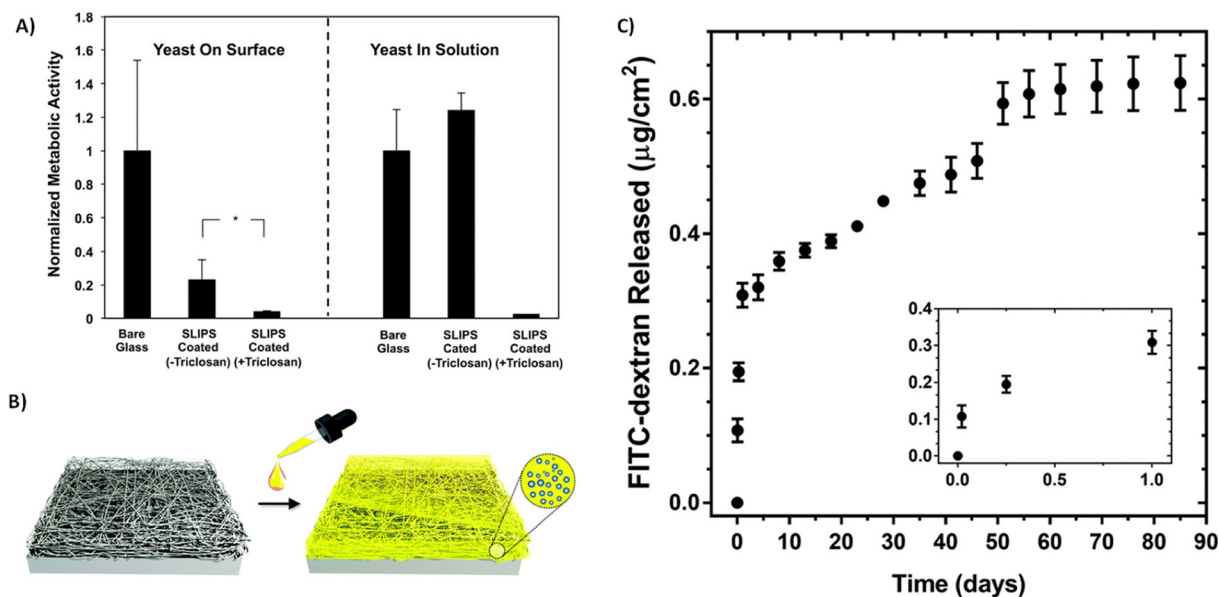 A)
1.8
1.6
1.4
1.2
1
0.8
0.6
0.4
0.2
0
Normalized Metabolic Activity
Yeast On Surface
Yeast In Solution
*
Bare
Glass
SLIPS
Coated
(-Triclosan)
SLIPS
Coated
(+Triclosan)
Bare
Glass
SLIPS
Cated
(-Triclosan)
SLIPS
Coated
(+Triclosan)
B)
C)
FITC-dextran Released (μg/cm²)
0.6
0.4
0.2
0.0
0.4
0.3
0.2
0.1
0.0
0.0 0.5 1.0
0 10 20 30 40 50 60 70 80 90
Time (days)